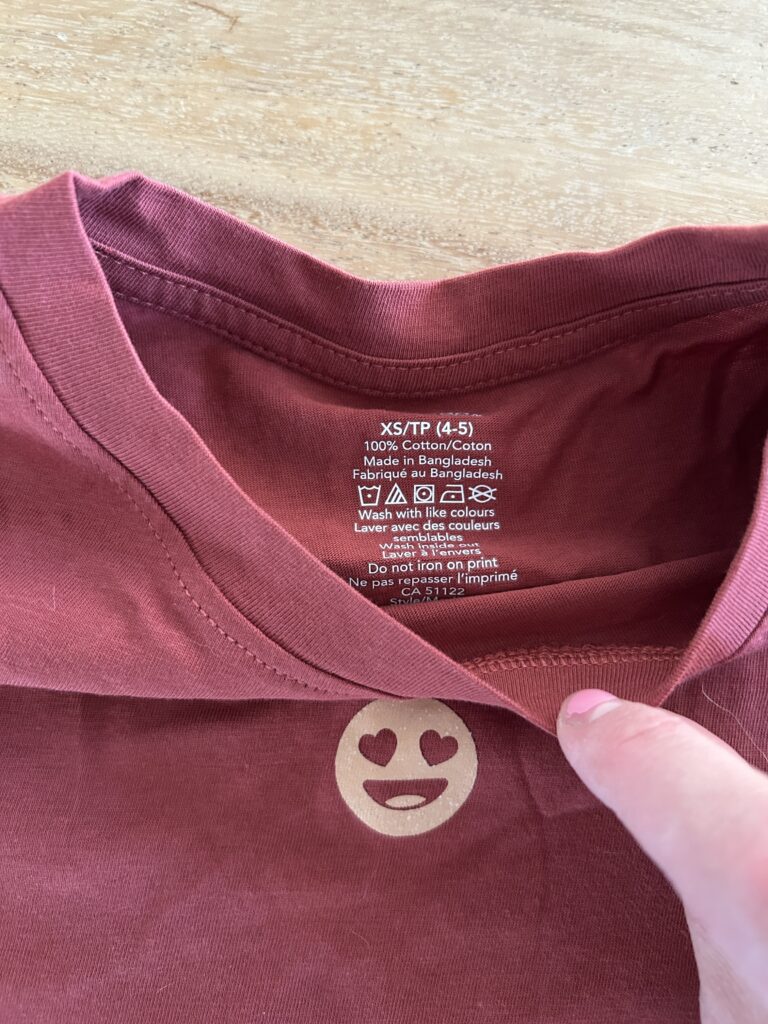 XS/TP (4-5)
100% Cotton/Coton
Made in Bangladesh
Fabriqué au Bangladesh
Wash with like colours
Laver avec des couleurs
semblables
Wash inside out
Laver à l'envers
Do not iron on print
Ne pas repasser l'imprimé
CA 51122